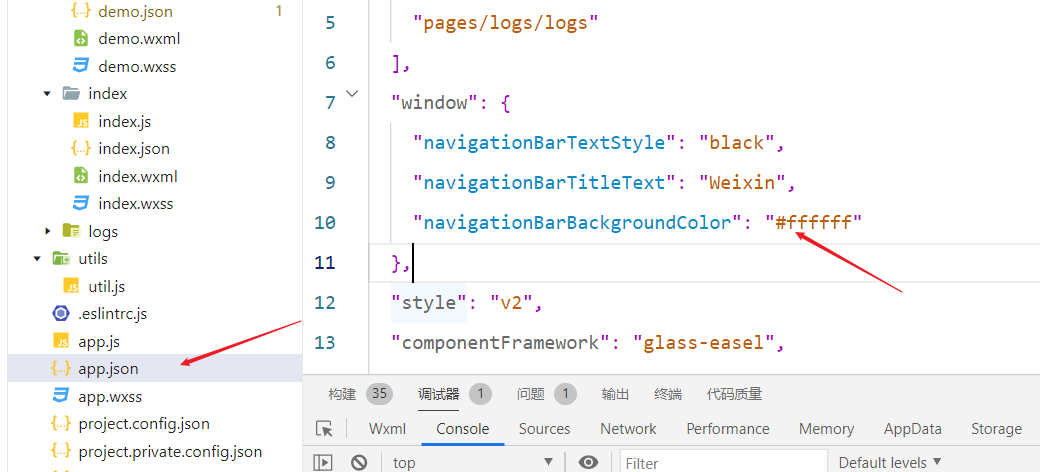 demo.json 1
demo.wxml
demo.wxss
index
JS index.js
{..} index.json
index.wxml
index.wxss
logs
utils
JS util.js
.eslintrc.js
JS app.js
{..} app.json
app.wxss
{..} project.config.json
{..} project.private.config.json
5 "pages/logs/logs"
6 ],
7 "window": {
8 "navigationBarTextStyle": "black",
9 "navigationBarTitleText": "Weixin",
10 "navigationBarBackgroundColor": "#ffffff"
11 },
12 "style": "v2",
13 "componentFramework": "glass-easel",
构建 35 调试器 1 问题 1 输出 终端 代码质量
Wxml Console Sources Network Performance Memory AppData Storage
top Filter Default levels